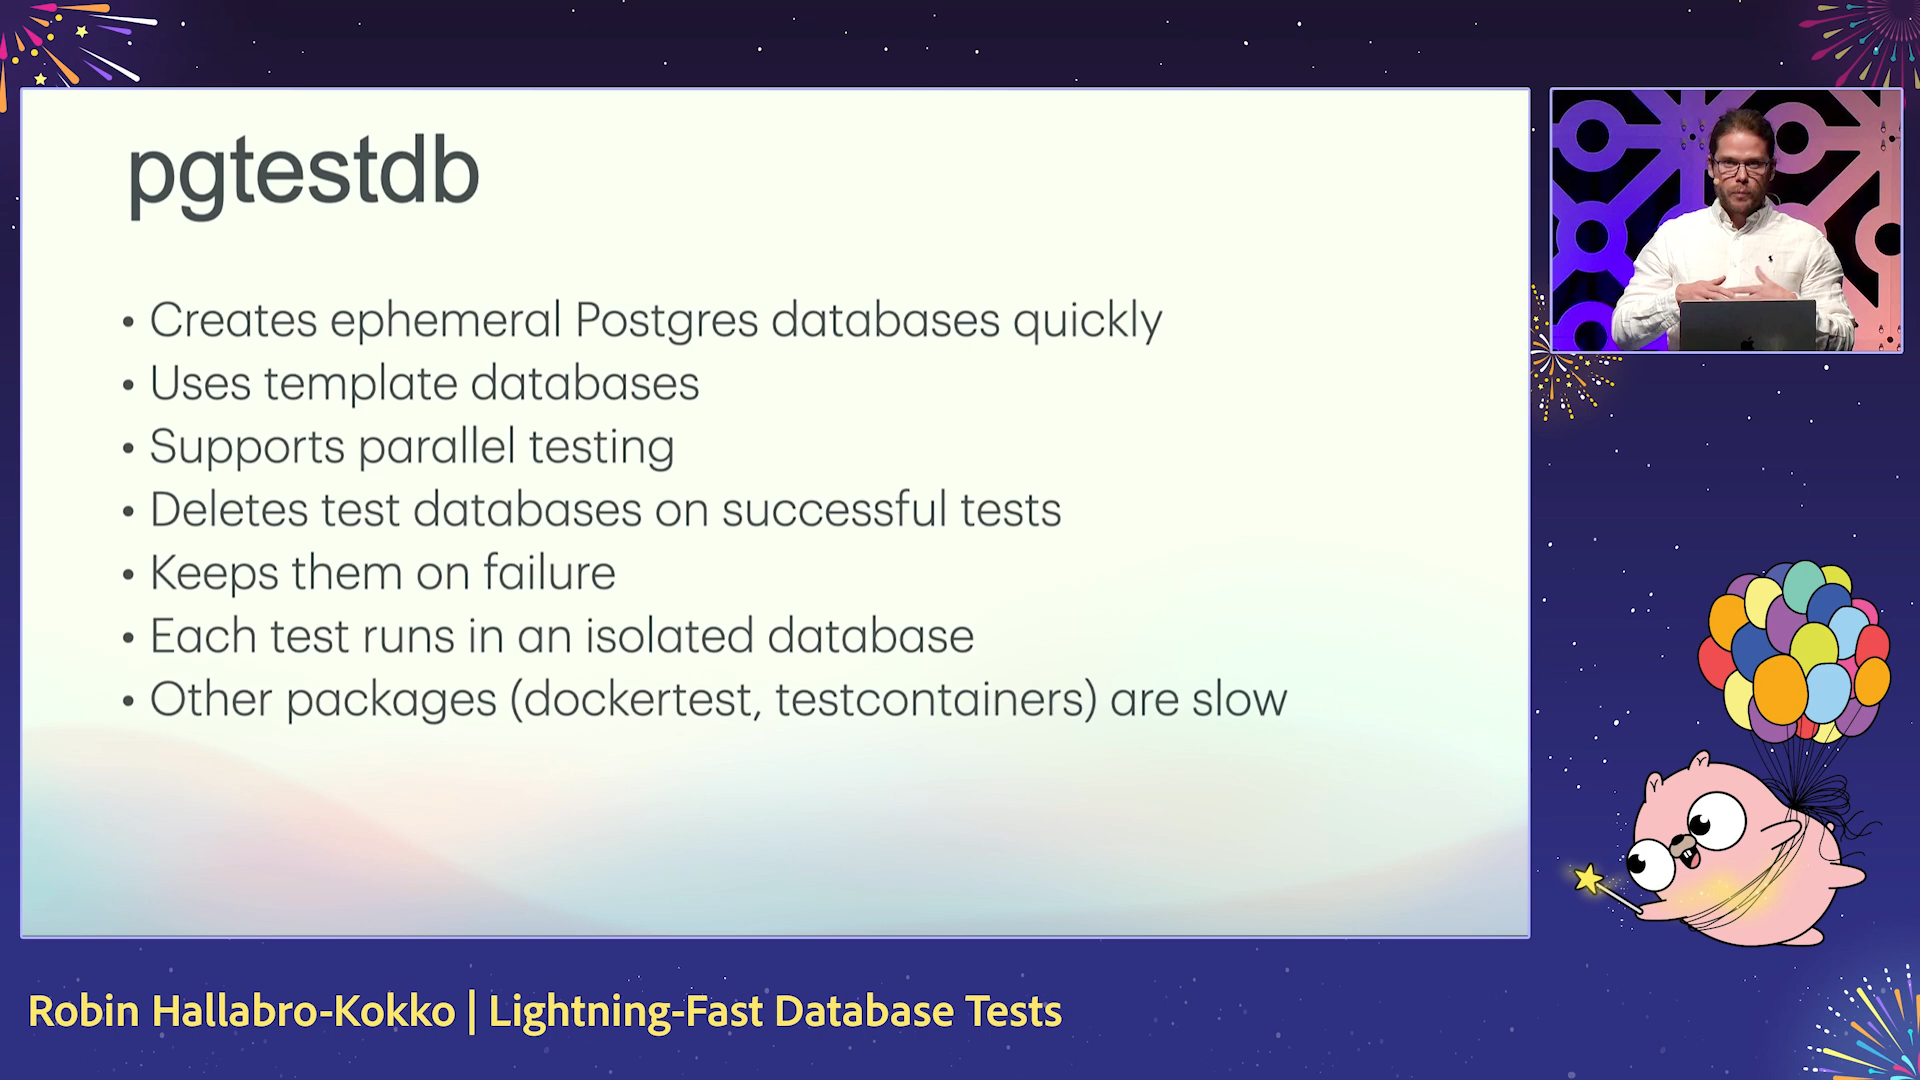 pgtestdb
• Creates ephemeral Postgres databases quickly
• Uses template databases
• Supports parallel testing
• Deletes test databases on successful tests
• Keeps them on failure
• Each test runs in an isolated database
• Other packages (dockertest, testcontainers) are slow
Robin Hallabro-Kokko | Lightning-Fast Database Tests